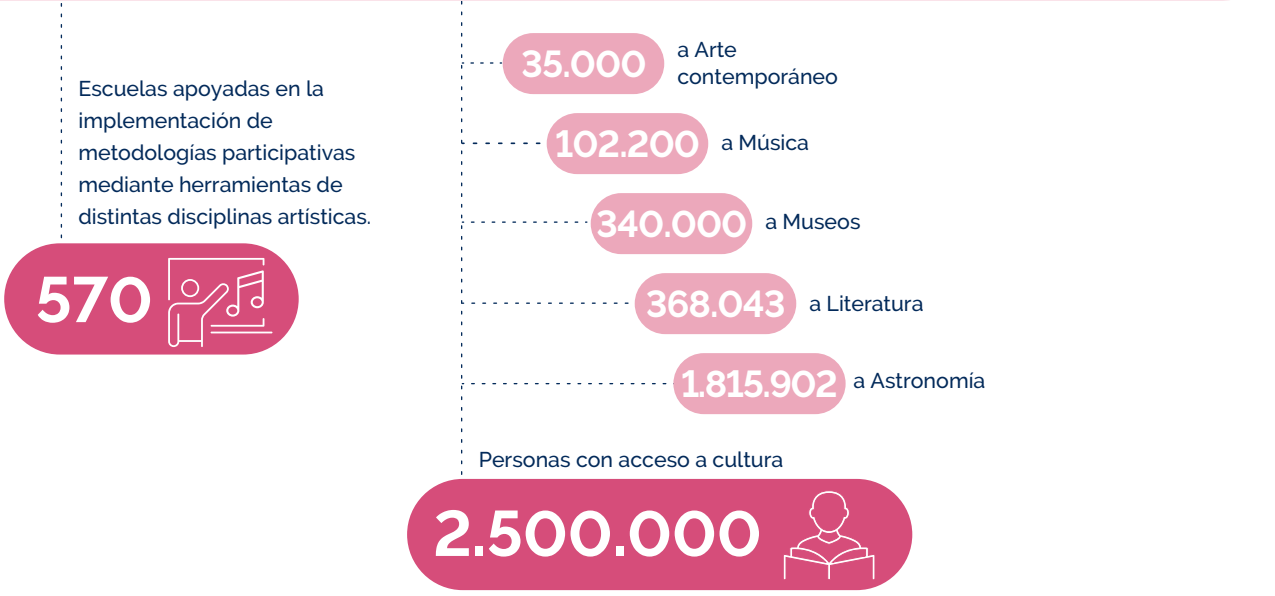 Escuelas apoyadas en la
implementación de
metodologías participativas
mediante herramientas de
distintas disciplinas artísticas.
570
35.000
a Arte
contemporáneo
102.200 a Música
340.000 a Museos
368.043 a Literatura
1.815.902 a Astronomía
Personas con acceso a cultura
2.500.000